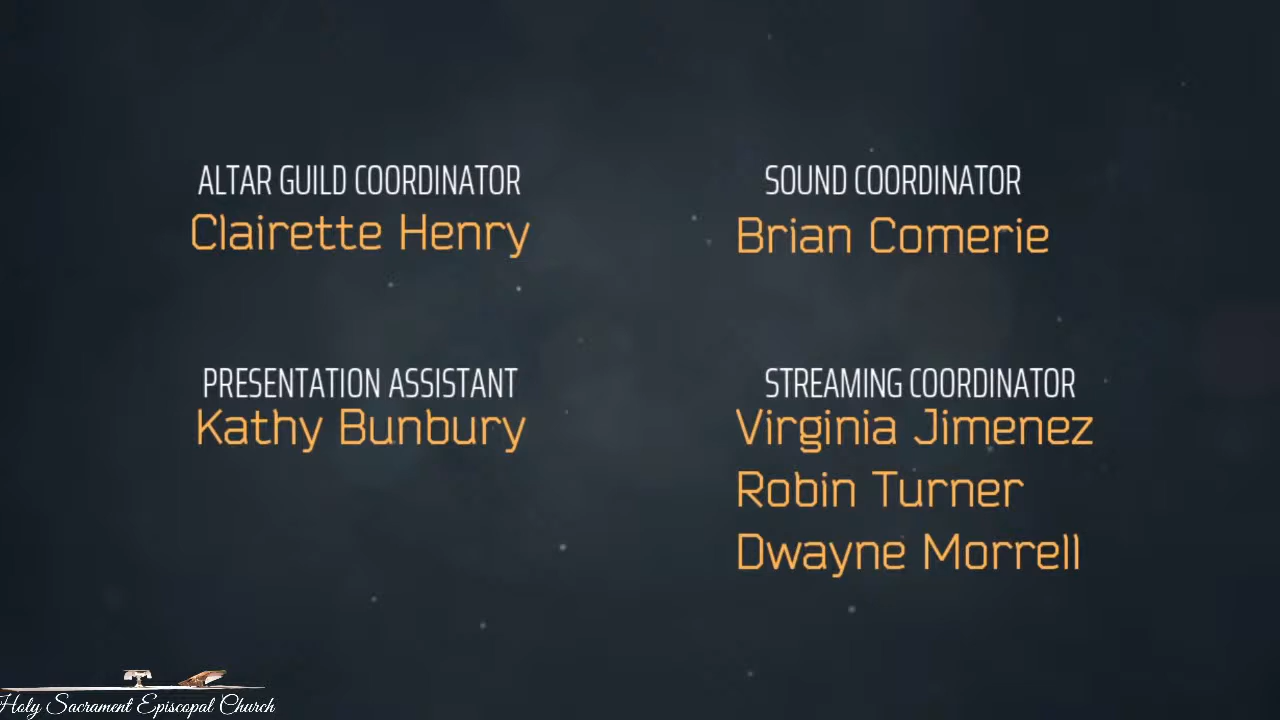 ALTAR GUILD COORDINATOR
Clairette Henry
SOUND COORDINATOR
Brian Comerie
PRESENTATION ASSISTANT
Kathy Bunbury
STREAMING COORDINATOR
Virginia Jimenez
Robin Turner
Dwayne Morrell
Holy Sacrament Episcopal Church